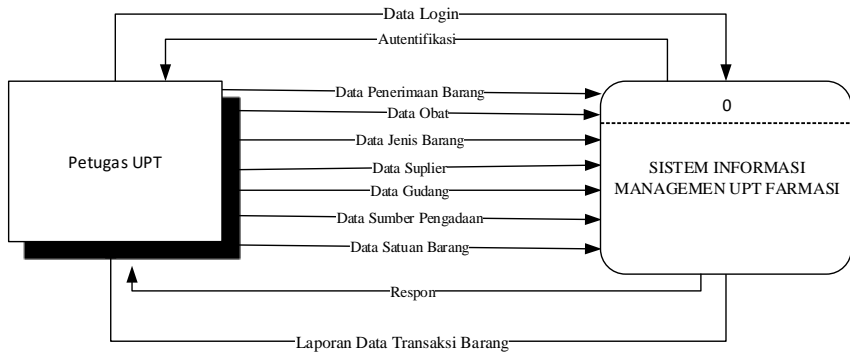 Data Login
Autentifikasi
Data Penerimaan Barang
Data Obat
Data Jenis Barang
Data Suplier
Data Gudang
Data Sumber Pengadaan
Data Satuan Barang
Petugas UPT
0
SISTEM INFORMASI
MANAGEMEN UPT FARMASI
Respon
Laporan Data Transaksi Barang